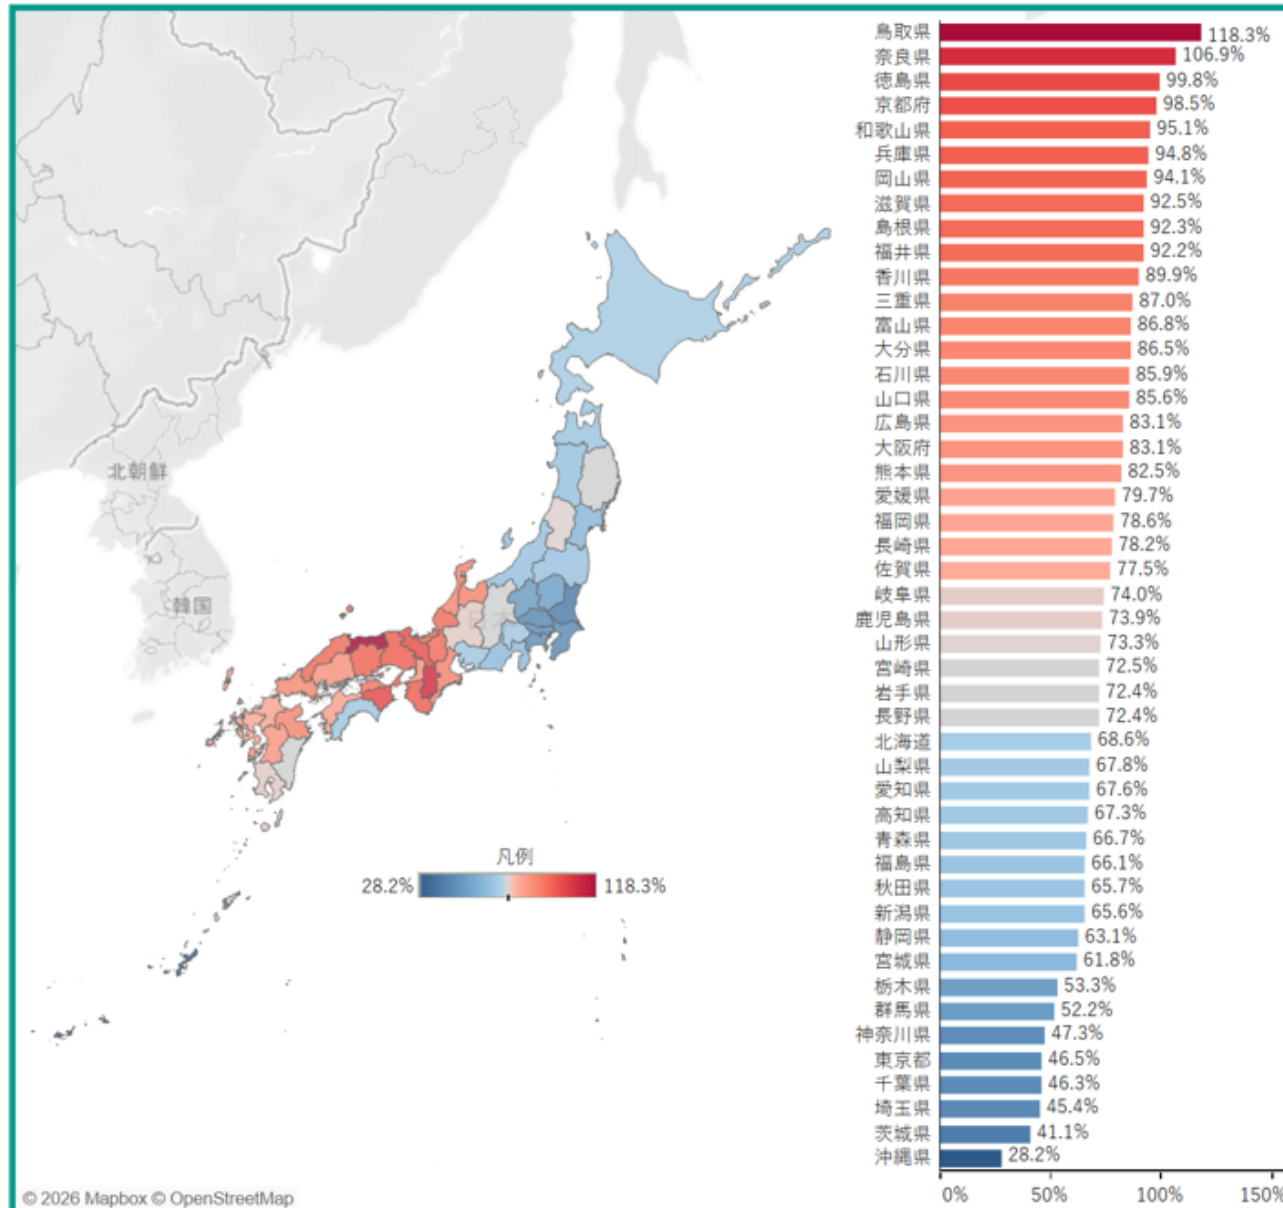 鳥取県 118.3%
奈良県 106.9%
徳島県 99.8%
京都府 98.5%
和歌山県 95.1%
兵庫県 94.8%
岡山県 94.1%
滋賀県 92.5%
島根県 92.3%
福井県 92.2%
香川県 89.9%
三重県 87.0%
富山県 86.8%
大分県 86.5%
石川県 85.9%
山口県 85.6%
広島県 83.1%
大阪府 83.1%
熊本県 82.5%
愛媛県 79.7%
福岡県 78.6%
長崎県 78.2%
佐賀県 77.5%
岐阜県 74.0%
鹿児島県 73.9%
山形県 73.3%
宮崎県 72.5%
岩手県 72.4%
長野県 72.4%
北海道 68.6%
山梨県 67.8%
愛知県 67.6%
高知県 67.3%
青森県 66.7%
福島県 66.1%
秋田県 65.7%
新潟県 65.6%
静岡県 63.1%
宮城県 61.8%
栃木県 53.3%
群馬県 52.2%
神奈川県 47.3%
東京都 46.5%
千葉県 46.3%
埼玉県 45.4%
茨城県 41.1%
沖縄県 28.2%
0% 50% 100% 150%
北朝鮮
韓国
凡例
28.2% 118.3%
© 2026 Mapbox © OpenStreetMap